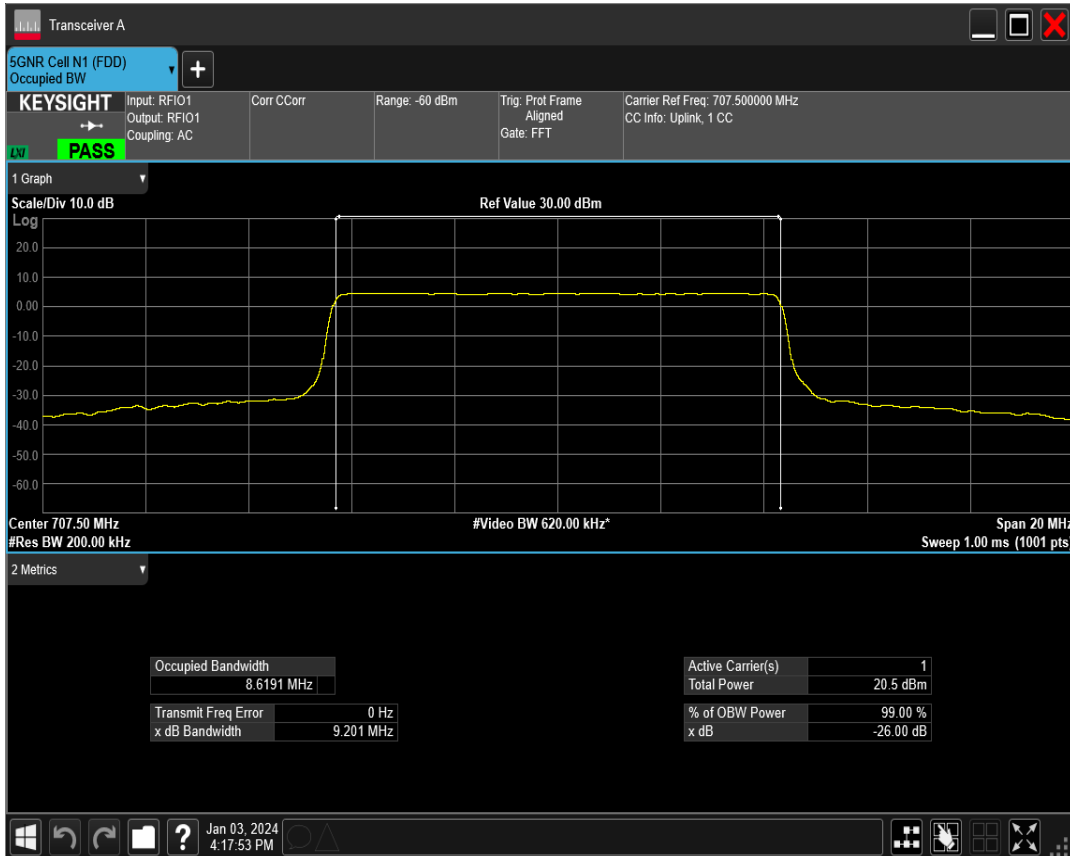 Transceiver A
5GNR Cell N1 (FDD)
Occupied BW
+
KEYSIGHT
LXI
PASS
Input: RFIO1
Output: RFIO1
Coupling: AC
Corr CCorr
Range: -60 dBm
Trig: Prot Frame
Aligned
Gate: FFT
Carrier Ref Freq: 707.500000 MHz
CC Info: Uplink, 1 CC
1 Graph
Scale/Div 10.0 dB
Ref Value 30.00 dBm
Log
20.0
10.0
0.00
-10.0
-20.0
-30.0
-40.0
-50.0
-60.0
Center 707.50 MHz
#Video BW 620.00 kHz*
Span 20 MHz
#Res BW 200.00 kHz
Sweep 1.00 ms (1001 pts)
2 Metrics
Occupied Bandwidth
8.6191 MHz
Transmit Freq Error 0 Hz
x dB Bandwidth 9.201 MHz
Active Carrier(s) 1
Total Power 20.5 dBm
% of OBW Power 99.00 %
x dB -26.00 dB
?
Jan 03, 2024
4:17:53 PM